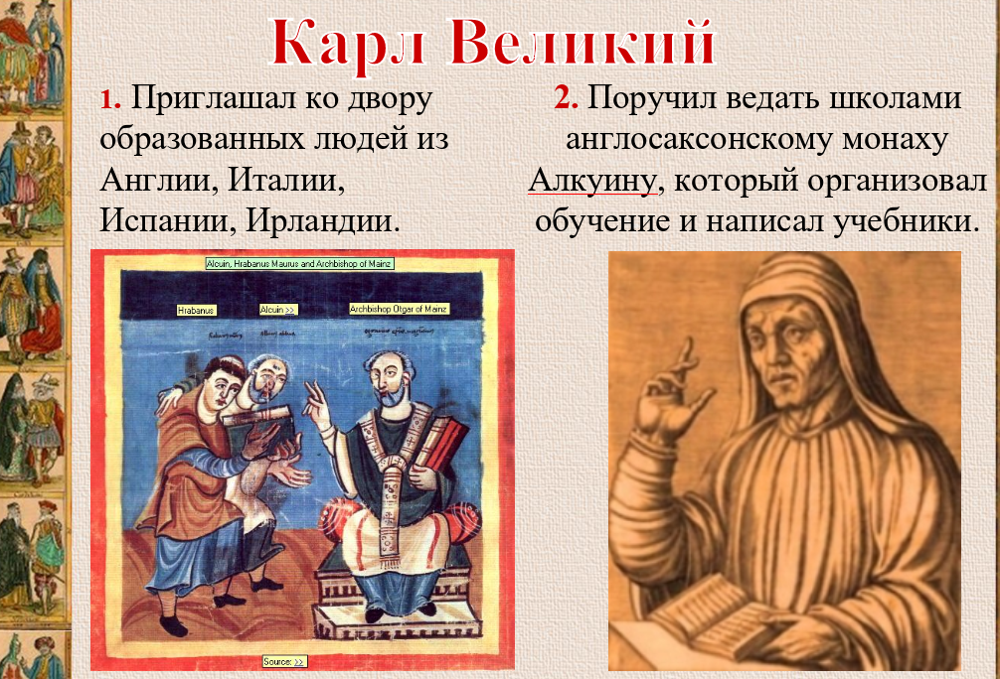 Карл Великий
1. Приглашал ко двору
образованных людей из
Англии, Италии,
Испании, Ирландии.
2. Поручил ведать школами
англосаксонскому монаху
Алкуину, который организовал
обучение и написал учебники.
Alcuin, Hrabanus Maurus and Archbishop of Mainz
Hrabanus
Alcuin >>
Archbishop Otgar of Mainz
Source: >>